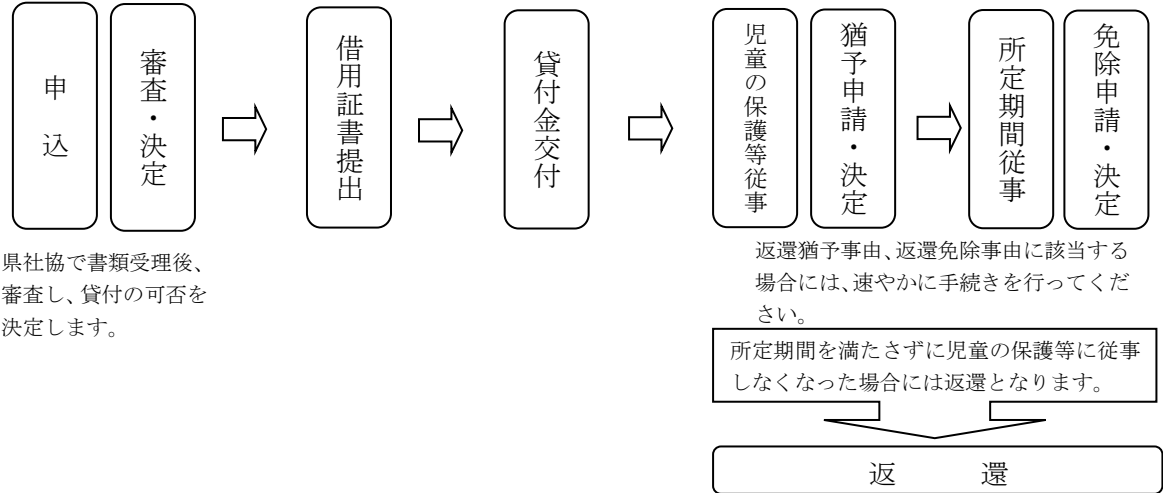 申込
審査・決定
借用証書提出
貸付金交付
児童の保護等従事
猶予申請・決定
所定期間従事
免除申請・決定
県社協で書類受理後、
審査し、貸付の可否を
決定します。
返還猶予事由、返還免除事由に該当する
場合には、速やかに手続きを行ってくだ
さい。
所定期間を満たさずに児童の保護等に従事
しなくなった場合には返還となります。
返還